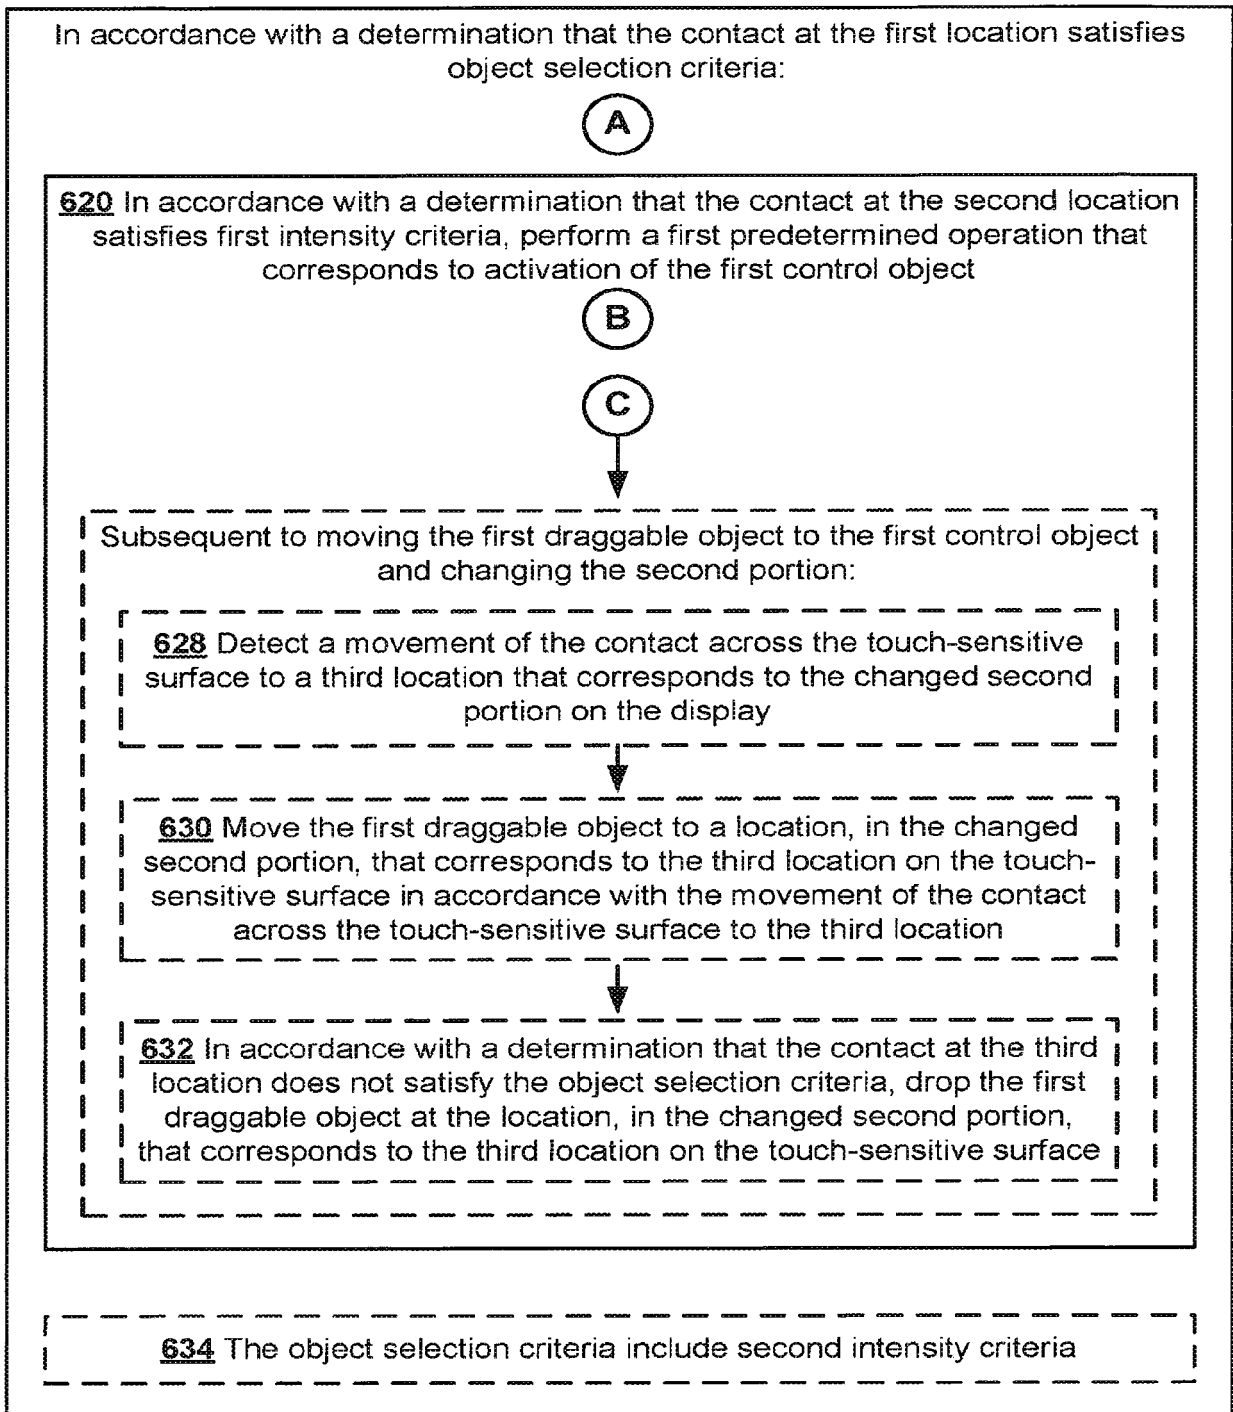 In accordance with a determination that the contact at the first location satisfies
object selection criteria:
A
620 In accordance with a determination that the contact at the second location
satisfies first intensity criteria, perform a first predetermined operation that
corresponds to activation of the first control object
B
C
Subsequent to moving the first draggable object to the first control object
and changing the second portion:
628 Detect a movement of the contact across the touch-sensitive
surface to a third location that corresponds to the changed second
portion on the display
630 Move the first draggable object to a location, in the changed
second portion, that corresponds to the third location on the touch-
sensitive surface in accordance with the movement of the contact
across the touch-sensitive surface to the third location
632 In accordance with a determination that the contact at the third
location does not satisfy the object selection criteria, drop the first
draggable object at the location, in the changed second portion,
that corresponds to the third location on the touch-sensitive surface
634 The object selection criteria include second intensity criteria